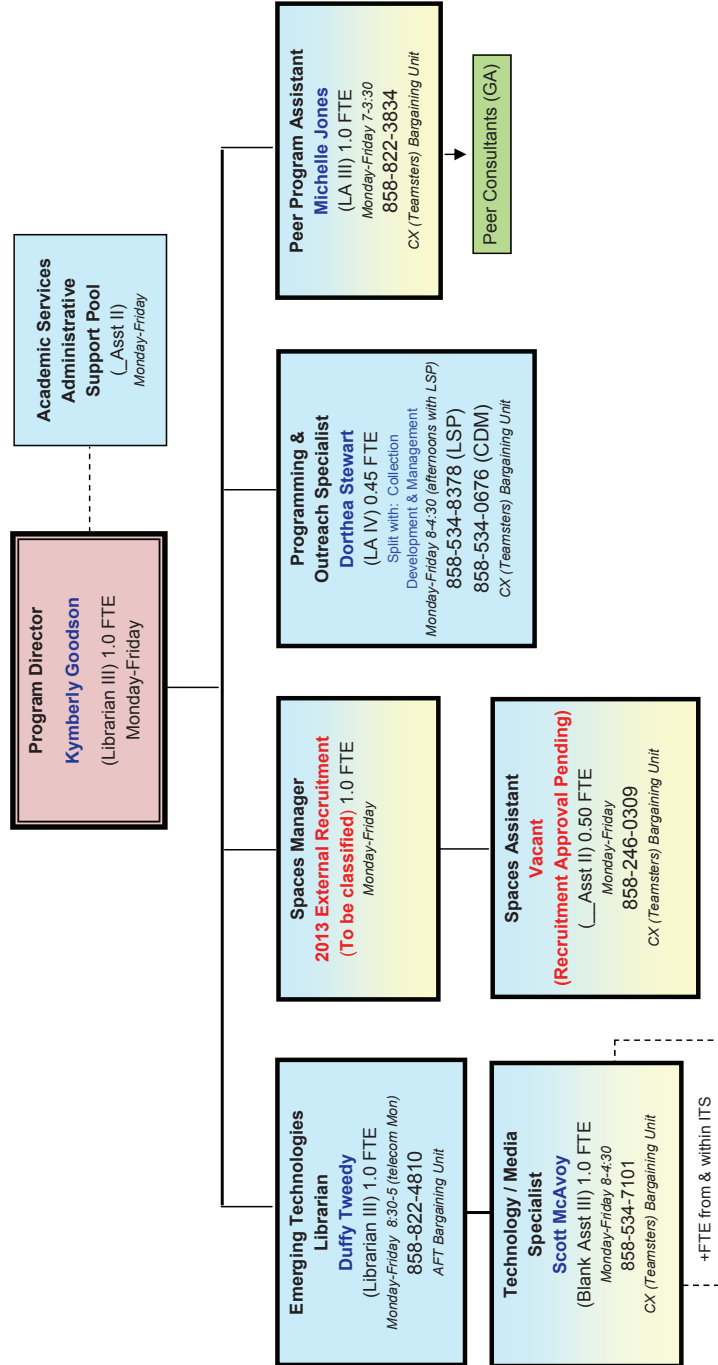 Program Director
Kymberly Goodson
(Librarian III) 1.0 FTE
Monday-Friday
Academic Services
Administrative
Support Pool
(_Asst II)
Monday-Friday
Emerging Technologies
Librarian
Duffy Tweedy
(Librarian III) 1.0 FTE
Monday-Friday 8:30-5 (telecom Mon)
858-822-4810
AFT Bargaining Unit
Spaces Manager
2013 External Recruitment
(To be classified) 1.0 FTE
Monday-Friday
Programming &
Outreach Specialist
Dorthea Stewart
(LA IV) 0.45 FTE
Split with: Collection
Development & Management
Monday-Friday 8-4:30 (afternoons with LSP)
858-534-8378 (LSP)
858-534-0676 (CDM)
CX (Teamsters) Bargaining Unit
Peer Program Assistant
Michelle Jones
(LA III) 1.0 FTE
Monday-Friday 7-3:30
858-822-3834
CX (Teamsters) Bargaining Unit
Technology / Media
Specialist
Scott McAvoy
(Blank Asst III) 1.0 FTE
Monday-Friday 8-4:30
858-534-7101
CX (Teamsters) Bargaining Unit
Spaces Assistant
Vacant
(Recruitment Approval Pending)
(__Asst II) 0.50 FTE
Monday-Friday
858-246-0309
CX (Teamsters) Bargaining Unit
Peer Consultants (GA)
+FTE from & within ITS